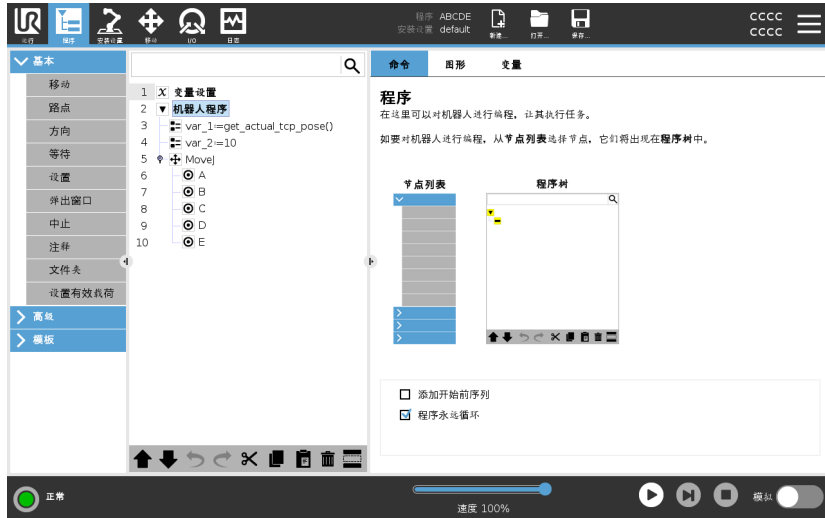 UR
运行
程序
安装设置
移动
I/O
日志
程序 ABCDE
安装设置 default
新建...
打开...
保存...
CCCC
CCCC
基本
移动
路点
方向
等待
设置
弹出窗口
中止
注释
文件夹
设置有效载荷
高级
模板
1 X 变量设置
2 机器人程序
3 var_1≔get_actual_tcp_pose()
4 var_2≔10
5 MoveJ
6 A
7 B
8 C
9 D
10 E
命令 图形 变量
程序
在这里可以对机器人进行编程，让其执行任务。
如要对机器人进行编程，从节点列表选择节点，它们将出现在程序树中。
节点列表 程序树
添加开始前序列
程序永远循环
正常
速度 100%
模拟